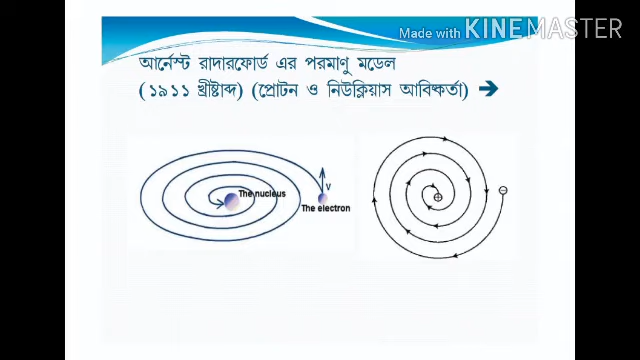 Made with KINEMASTER
আর্নেস্ট রাদারফোর্ড এর পরমাণু মডেল
(১৯১১ খ্রীষ্টাব্দ) (প্রোটন ও নিউক্লিয়াস আবিষ্কর্তা) ➔
The nucleus
V
The electron